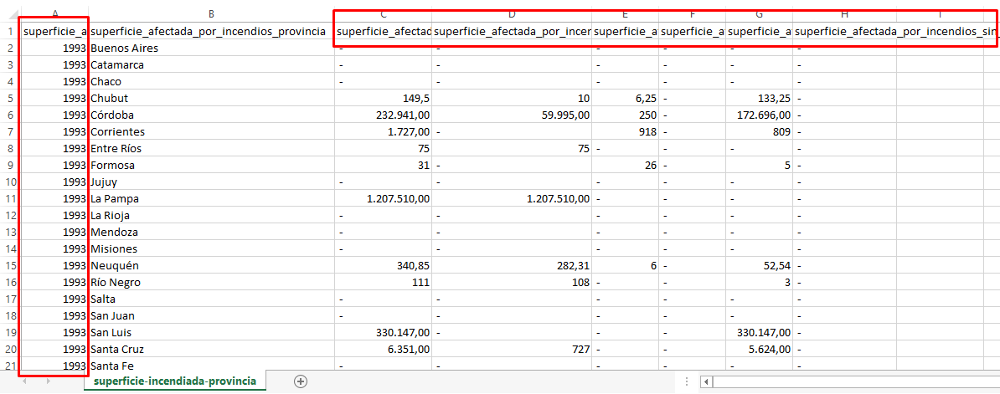 A B C D E F G H I
1 superficie_a superficie_afectada_por_incendios_provincia superficie_afectad superficie_afectada_por_incer superficie_a superficie_a superficie_a superficie_afectada_por_incendios_sin_
2 1993 Buenos Aires - - - - - -
3 1993 Catamarca - - - - - -
4 1993 Chaco - - - - - -
5 1993 Chubut 149,5 10 6,25 - 133,25 -
6 1993 Córdoba 232.941,00 59.995,00 250 - 172.696,00 -
7 1993 Corrientes 1.727,00 - 918 - 809 -
8 1993 Entre Ríos 75 75 - - - -
9 1993 Formosa 31 - 26 - 5 -
10 1993 Jujuy - - - - - -
11 1993 La Pampa 1.207.510,00 1.207.510,00 - - - -
12 1993 La Rioja - - - - - -
13 1993 Mendoza - - - - - -
14 1993 Misiones - - - - - -
15 1993 Neuquén 340,85 282,31 6 - 52,54 -
16 1993 Río Negro 111 108 - - 3 -
17 1993 Salta - - - - - -
18 1993 San Juan - - - - - -
19 1993 San Luis 330.147,00 - - - 330.147,00 -
20 1993 Santa Cruz 6.351,00 727 - - 5.624,00 -
21 1993 Santa Fe - - - - - -
superficie-incendiada-provincia